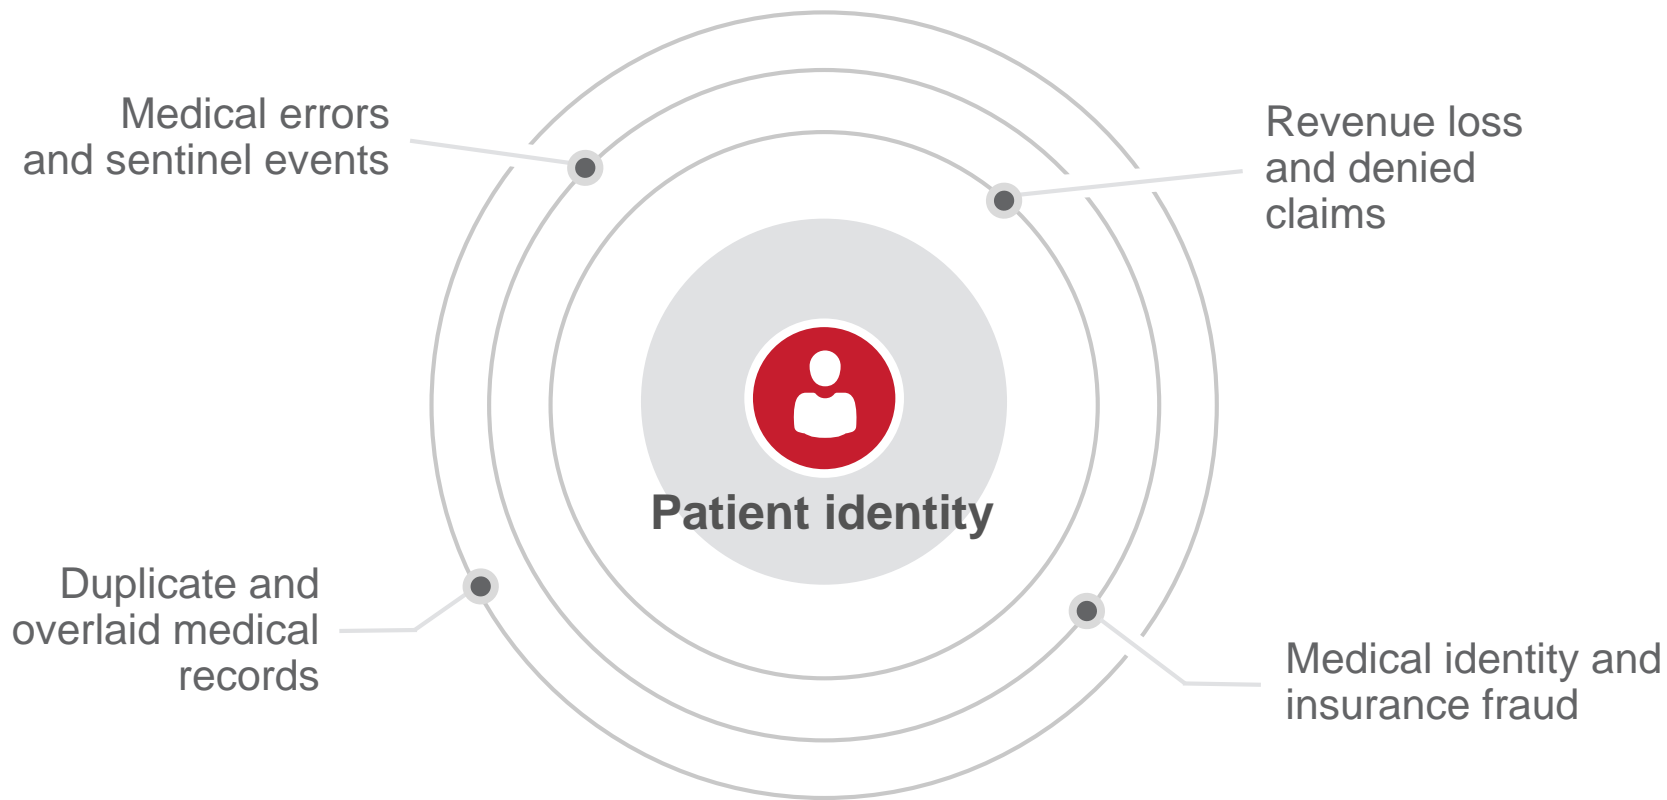 Medical errors
and sentinel events
Revenue loss
and denied
claims
Patient identity
Duplicate and
overlaid medical
records
Medical identity and
insurance fraud